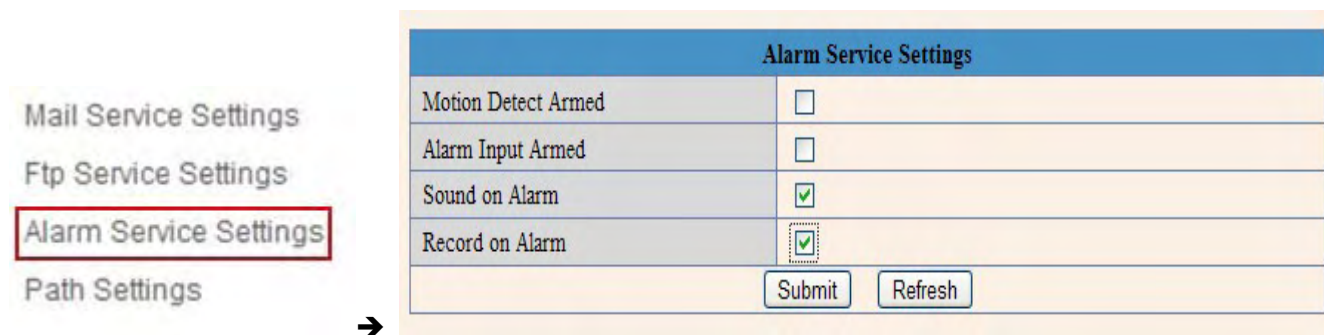 Mail Service Settings
Ftp Service Settings
Alarm Service Settings
Path Settings
➔
Alarm Service Settings
Motion Detect Armed
Alarm Input Armed
Sound on Alarm
Record on Alarm
Submit Refresh